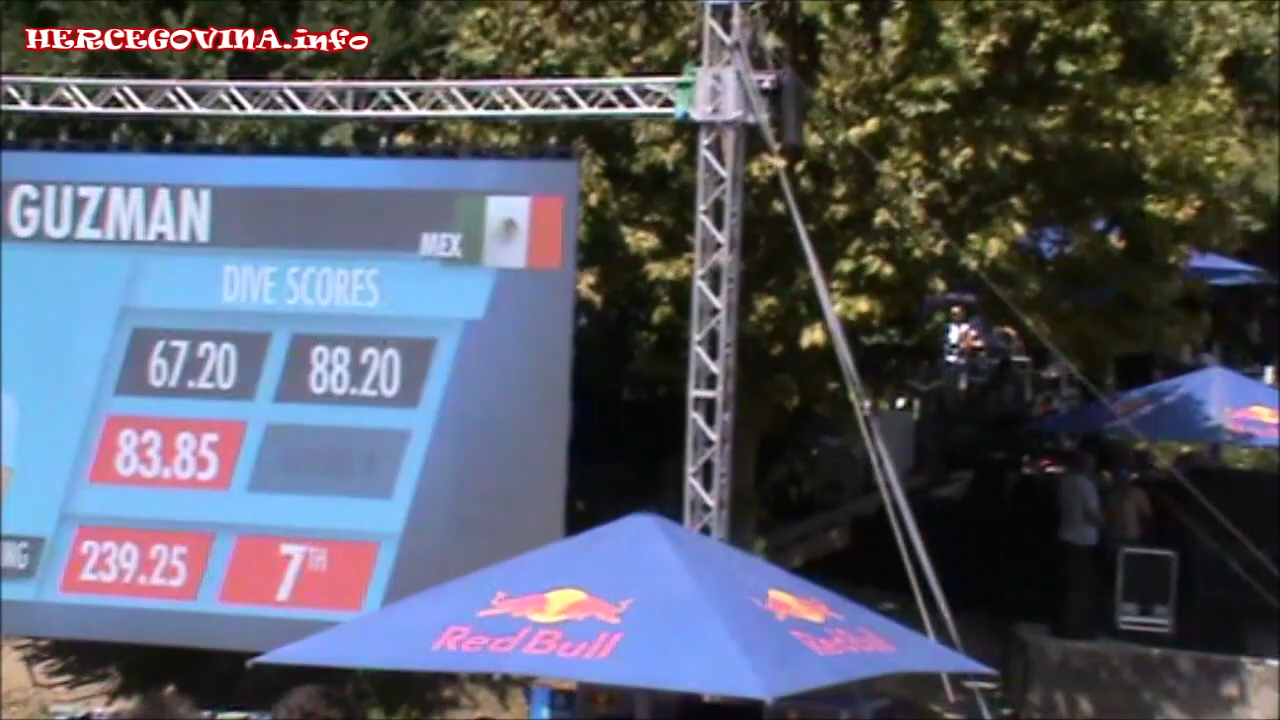 HERCEGOVINA.info
GUZMAN
MEX
DIVE SCORES
67.20 88.20
83.85
239.25 7TH
Red Bull Red Bull